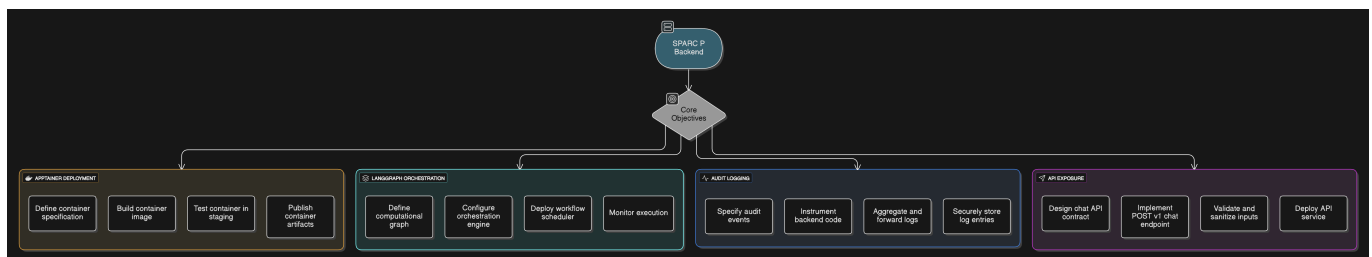 SPARC P
Backend
Core
Objectives
APPTAINER DEPLOYMENT
Define container
specification
Build container
image
Test container in
staging
Publish
container
artifacts
LANGGRAPH ORCHESTRATION
Define
computational
graph
Configure
orchestration
engine
Deploy workflow
scheduler
Monitor execution
AUDIT LOGGING
Specify audit
events
Instrument
backend code
Aggregate and
forward logs
Securely store
log entries
API EXPOSURE
Design chat API
contract
Implement
POST v1 chat
endpoint
Validate and
sanitize inputs
Deploy API
service